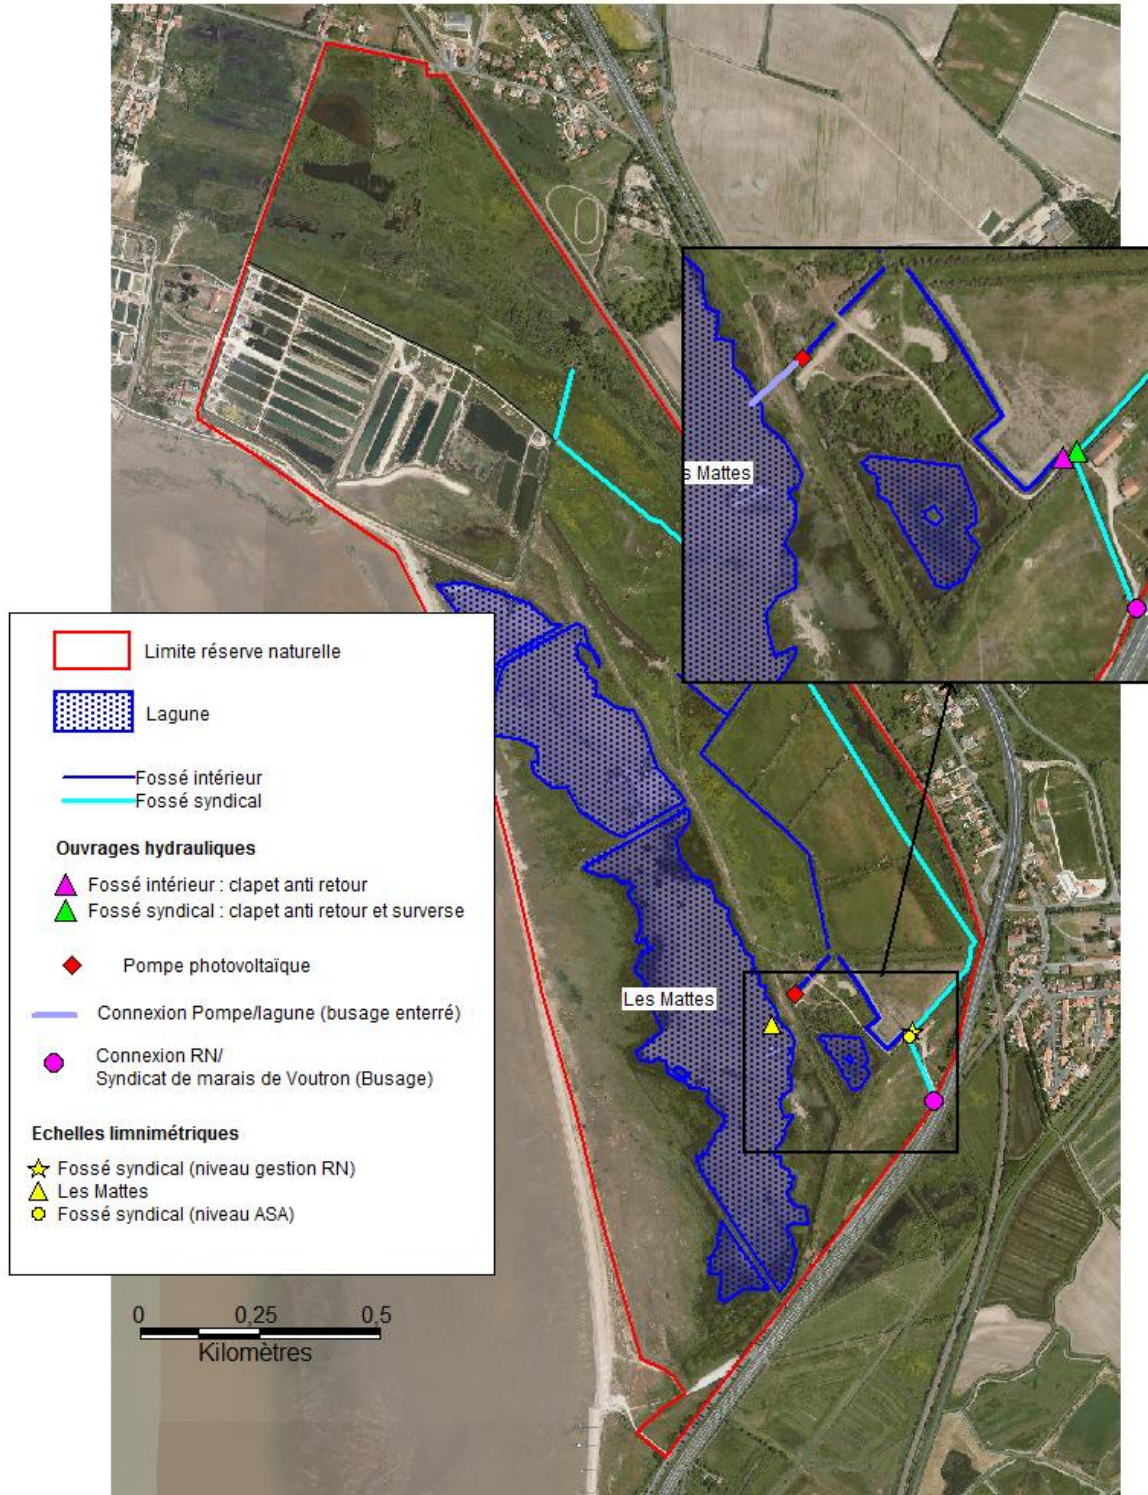 s Mattes
Limite réserve naturelle
Lagune
Fossé intérieur
Fossé syndical
Ouvrages hydrauliques
Fossé intérieur : clapet anti retour
Fossé syndical : clapet anti retour et surverse
Pompe photovoltaïque
Connexion Pompe/lagune (busage enterré)
Connexion RN/
Syndicat de marais de Voutron (Busage)
Echelles limnimétriques
Fossé syndical (niveau gestion RN)
Les Mattes
Fossé syndical (niveau ASA)
Les Mattes
0 0,25 0,5
Kilomètres